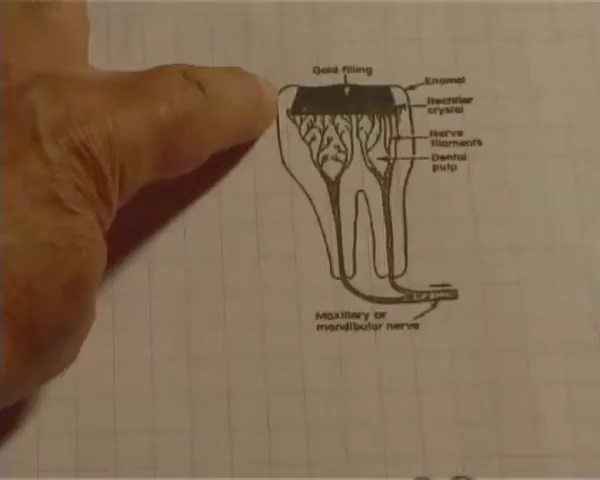 Gold filling
Enamel
Rectifier
crystal
Nerve
filaments
Dental
pulp
Maxillary or
mandibular nerve